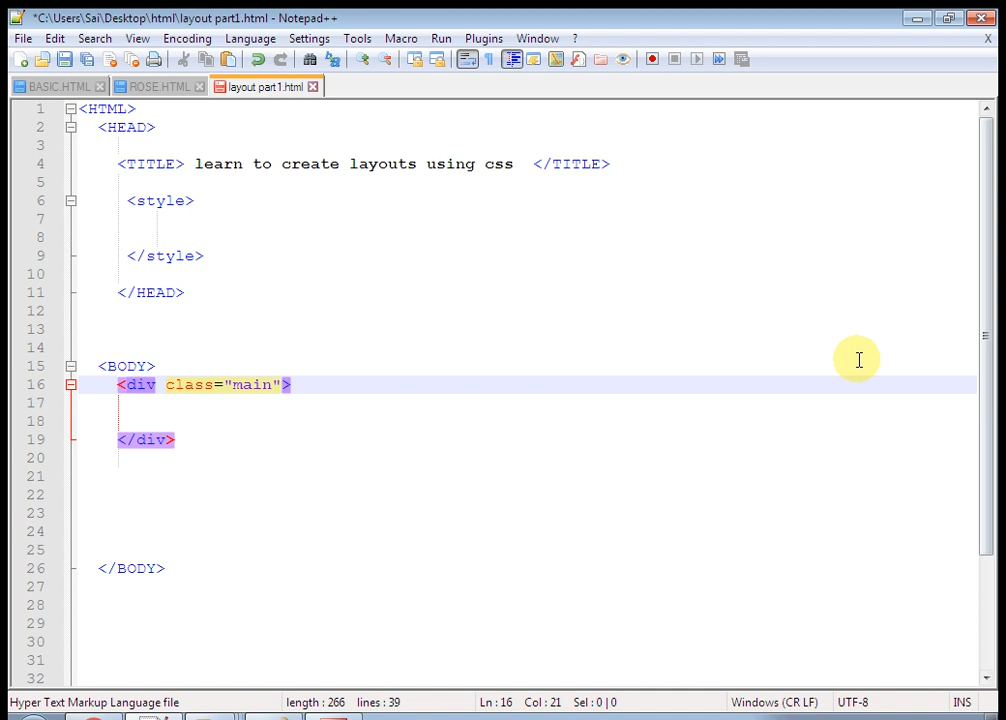 *C:\Users\Sai\Desktop\html\layout part1.html - Notepad++
File Edit Search View Encoding Language Settings Tools Macro Run Plugins Window ? X
BASIC.HTML ROSE HTML layout part1.html
1 <HTML>
2 <HEAD>
3
4 <TITLE> learn to create layouts using css </TITLE>
5
6 <style>
7
8
9 </style>
10
11 </HEAD>
12
13
14
15 <BODY>
16 <div class="main">
17
18
19 </div>
20
21
22
23
24
25
26 </BODY>
27
28
29
30
31
32
Hyper Text Markup Language file length : 266 lines : 39 Ln : 16 Col : 21 Sel : 0 | 0 Windows (CR LF) UTF-8 INS